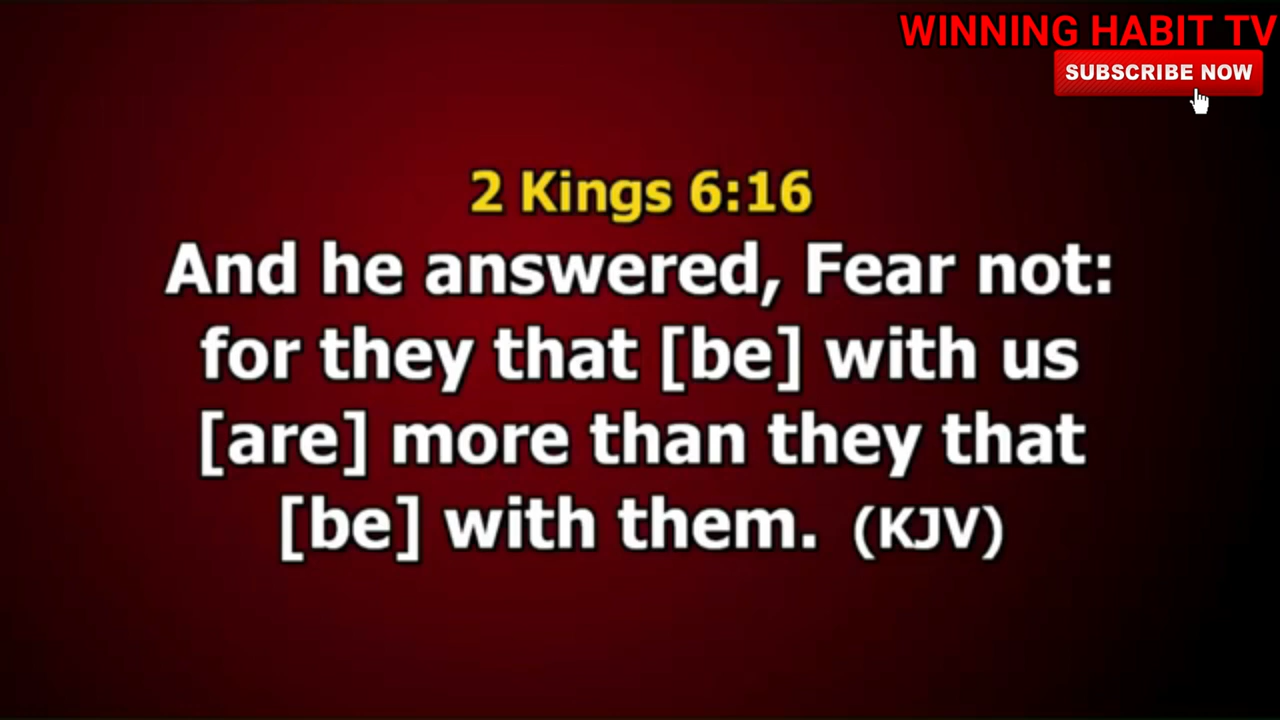 WINNING HABIT TV
SUBSCRIBE NOW
2 Kings 6:16
And he answered, Fear not:
for they that [be] with us
[are] more than they that
[be] with them. (KJV)